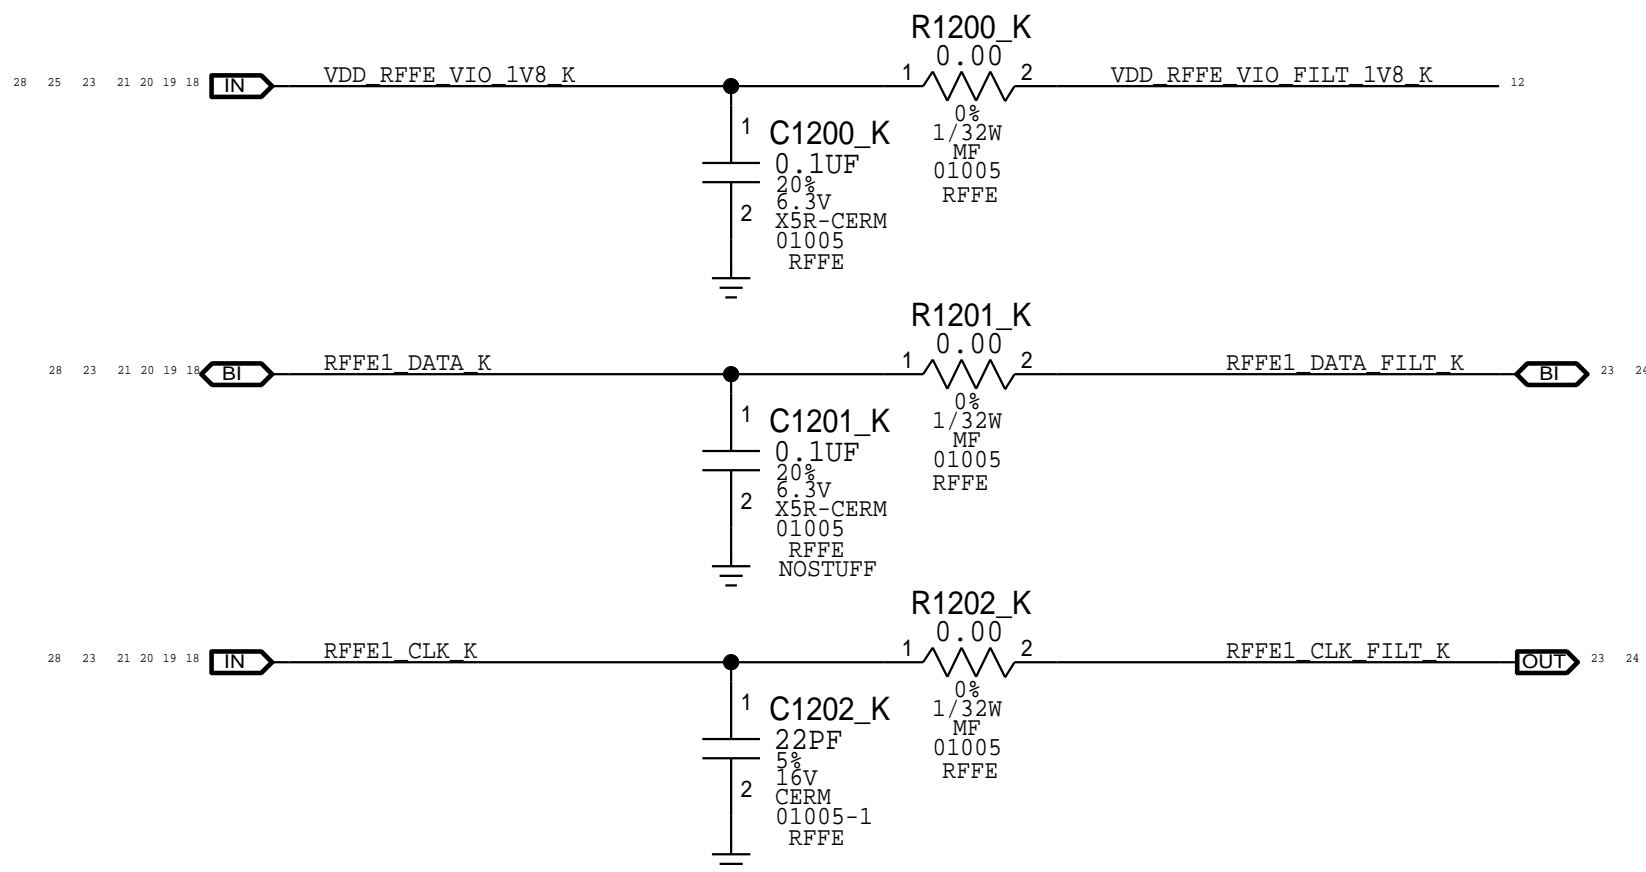 R1200_K
0.00
28 25 23 21 20 19 18 IN VDD_RFFE_VIO_1V8_K 1 2 VDD_RFFE_VIO_FILT_1V8_K 12
0%
1/32W
MF
01005
RFFE
1 C1200_K
0.1UF
20%
6.3V
2 X5R-CERM
01005
RFFE
R1201_K
0.00
28 23 21 20 19 18 BI RFFE1_DATA_K 1 2 RFFE1_DATA_FILT_K BI 23 24
0%
1/32W
MF
01005
RFFE
1 C1201_K
0.1UF
20%
6.3V
2 X5R-CERM
01005
RFFE
NOSTUFF
R1202_K
0.00
28 23 21 20 19 18 IN RFFE1_CLK_K 1 2 RFFE1_CLK_FILT_K OUT 23 24
0%
1/32W
MF
01005
RFFE
1 C1202_K
22PF
5%
16V
2 CERM
01005-1
RFFE